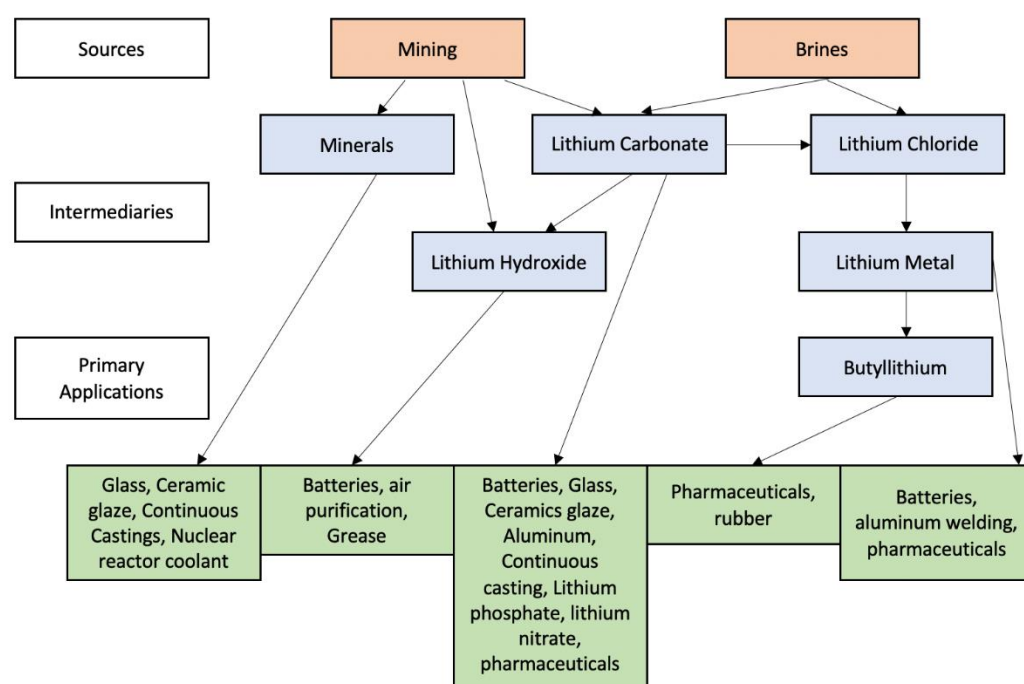 Sources
Mining
Brines
Minerals
Lithium Carbonate
Lithium Chloride
Intermediaries
Lithium Hydroxide
Lithium Metal
Primary
Applications
Butyllithium
Glass, Ceramic
glaze, Continuous
Castings, Nuclear
reactor coolant
Batteries, air
purification,
Grease
Batteries, Glass,
Ceramics glaze,
Aluminum,
Continuous
casting, Lithium
phosphate, lithium
nitrate,
pharmaceuticals
Pharmaceuticals,
rubber
Batteries,
aluminum welding,
pharmaceuticals